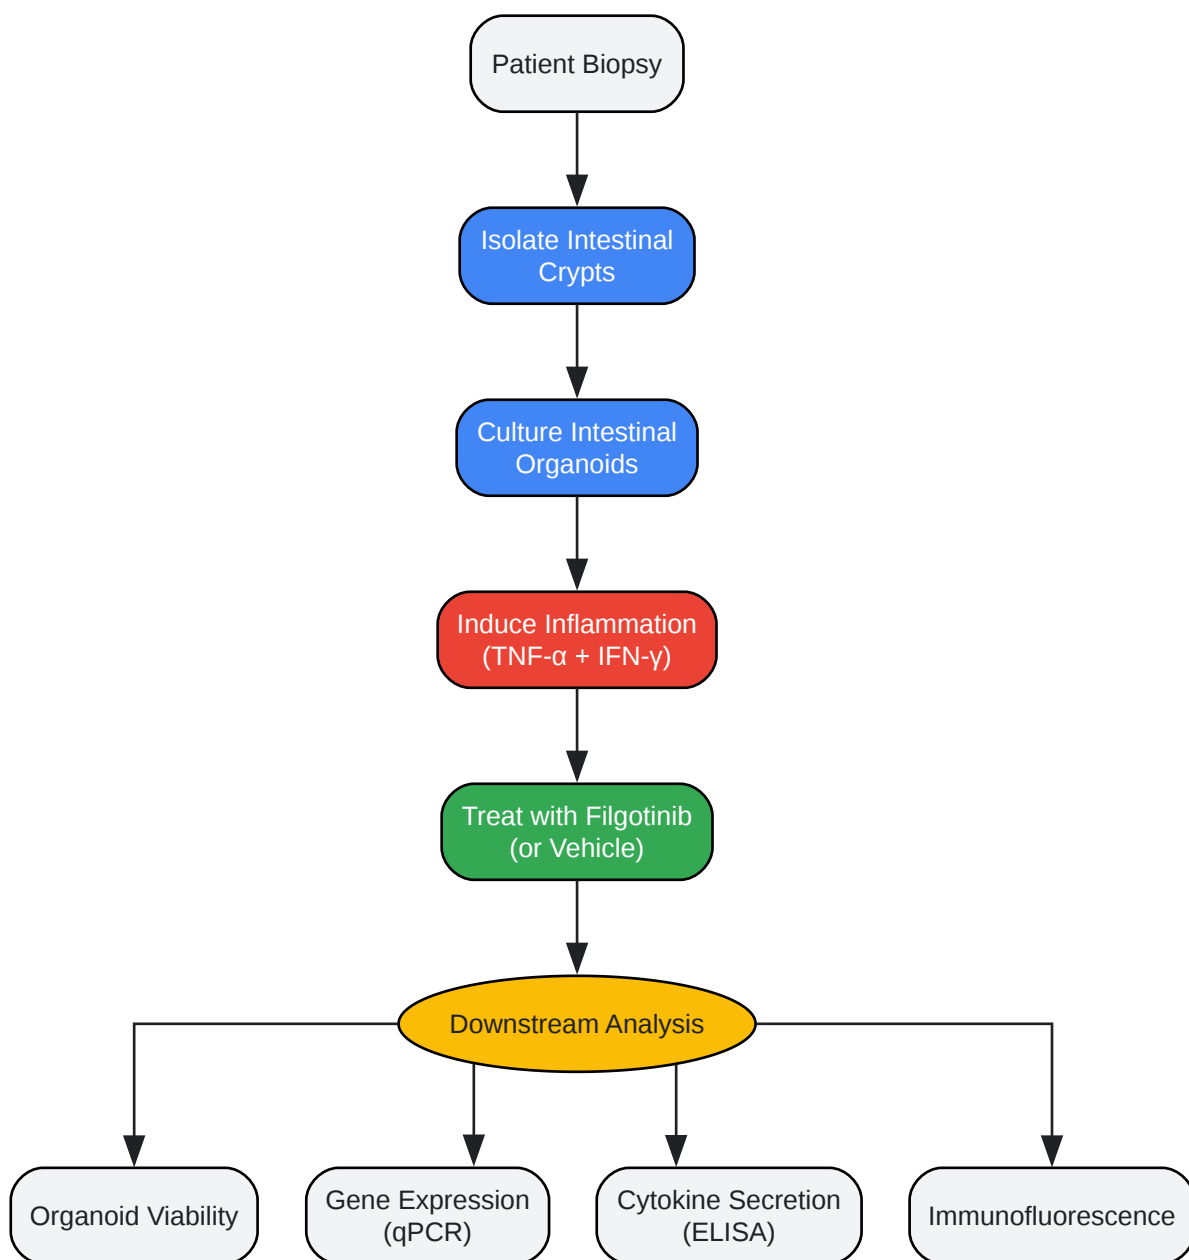 Patient Biopsy
Isolate Intestinal
Crypts
Culture Intestinal
Organoids
Induce Inflammation
(TNF-α + IFN-γ)
Treat with Filgotinib
(or Vehicle)
Downstream Analysis
Organoid Viability
Gene Expression
(qPCR)
Cytokine Secretion
(ELISA)
Immunofluorescence